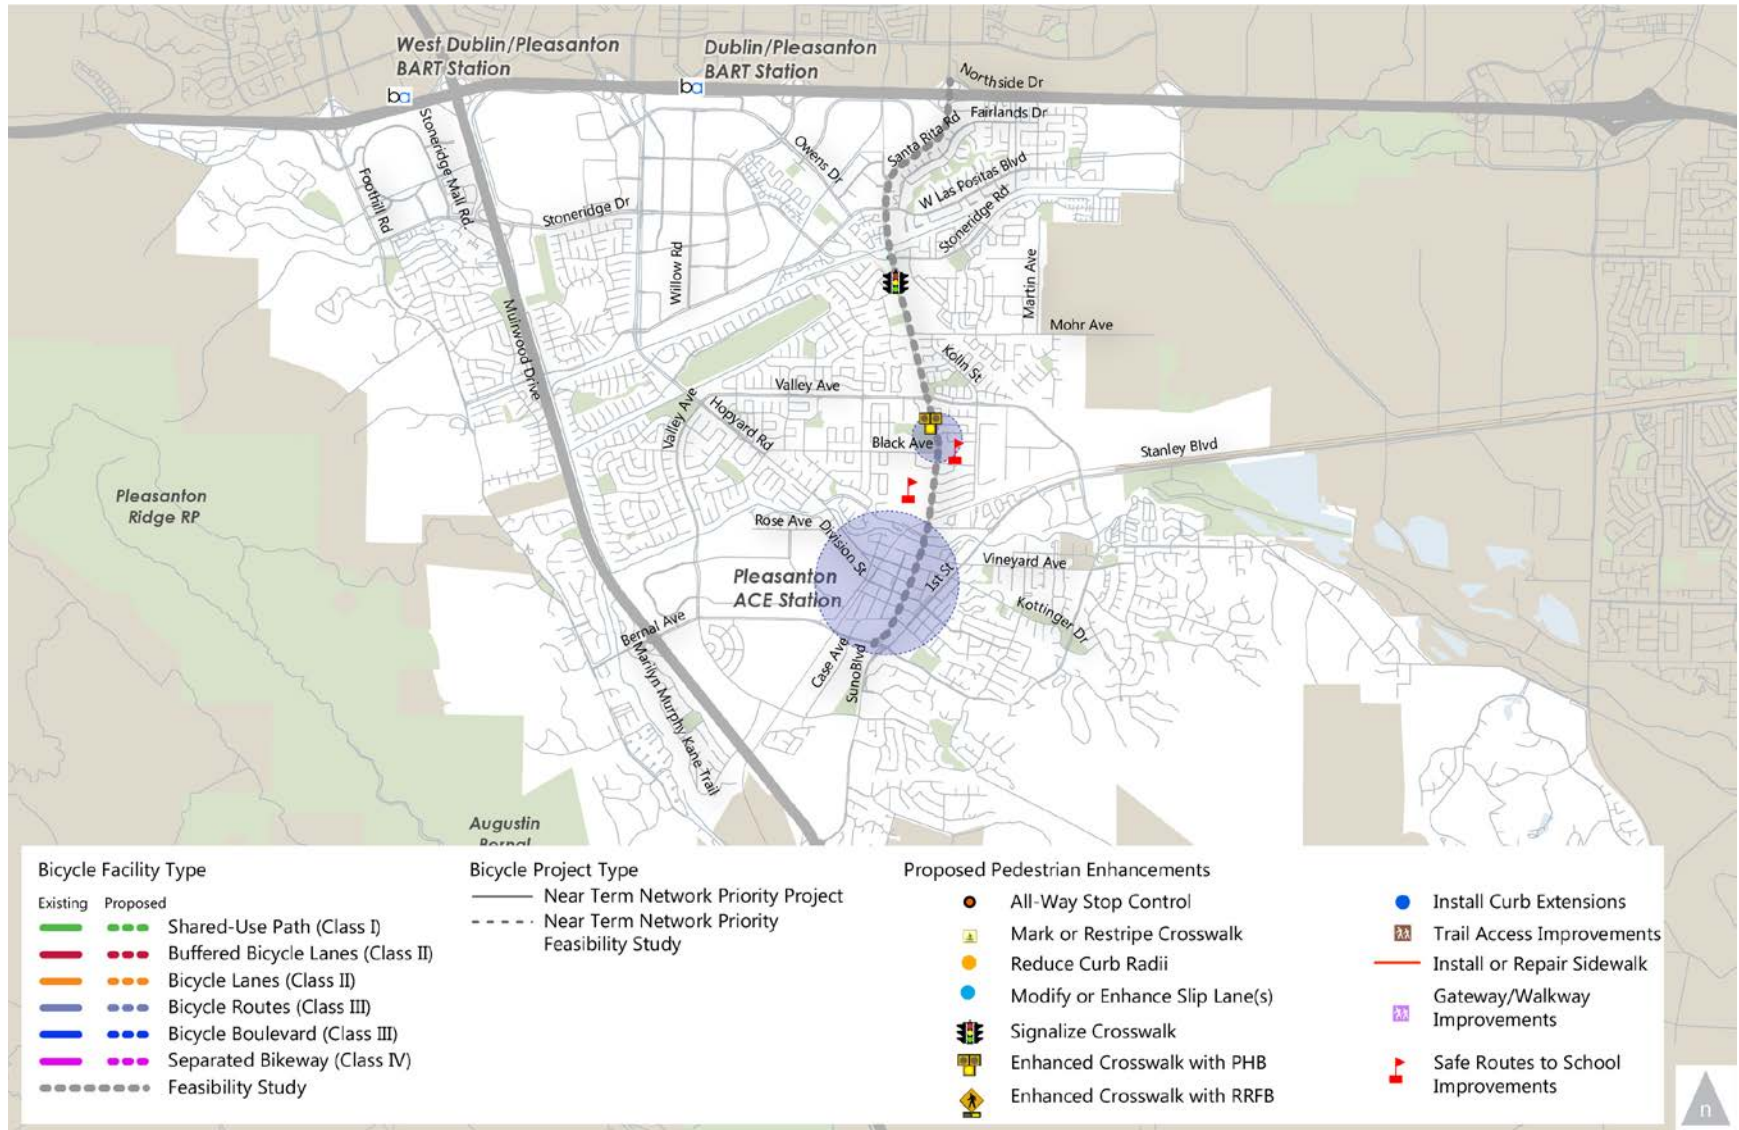 West Dublin/Pleasanton
BART Station
Dublin/Pleasanton
BART Station
ba
ba
Northside Dr
Fairlands Dr
Santa Rita Rd
Owens Dr
W Las Positas Blvd
Stoneridge Rd
Stoneridge Mall Rd.
Foothill Rd
Stoneridge Dr
Willow Rd
Martin Ave
Mohr Ave
Muirwood Drive
Kolln St
Valley Ave
Valley Ave
Hopyard Rd
Black Ave
Stanley Blvd
Pleasanton
Ridge RP
Rose Ave
Division St
Vineyard Ave
1st St
Pleasanton
ACE Station
Kottinger Dr
Bernal Ave
Case Ave
SunoBlvd
Marilyn Murphy Kane Trail
Augustin
Bernal
Bicycle Facility Type
Existing Proposed
Shared-Use Path (Class I)
Buffered Bicycle Lanes (Class II)
Bicycle Lanes (Class II)
Bicycle Routes (Class III)
Bicycle Boulevard (Class III)
Separated Bikeway (Class IV)
Feasibility Study
Bicycle Project Type
Near Term Network Priority Project
Near Term Network Priority
Feasibility Study
Proposed Pedestrian Enhancements
All-Way Stop Control
Mark or Restripe Crosswalk
Reduce Curb Radii
Modify or Enhance Slip Lane(s)
Signalize Crosswalk
Enhanced Crosswalk with PHB
Enhanced Crosswalk with RRFB
Install Curb Extensions
Trail Access Improvements
Install or Repair Sidewalk
Gateway/Walkway
Improvements
Safe Routes to School
Improvements
n